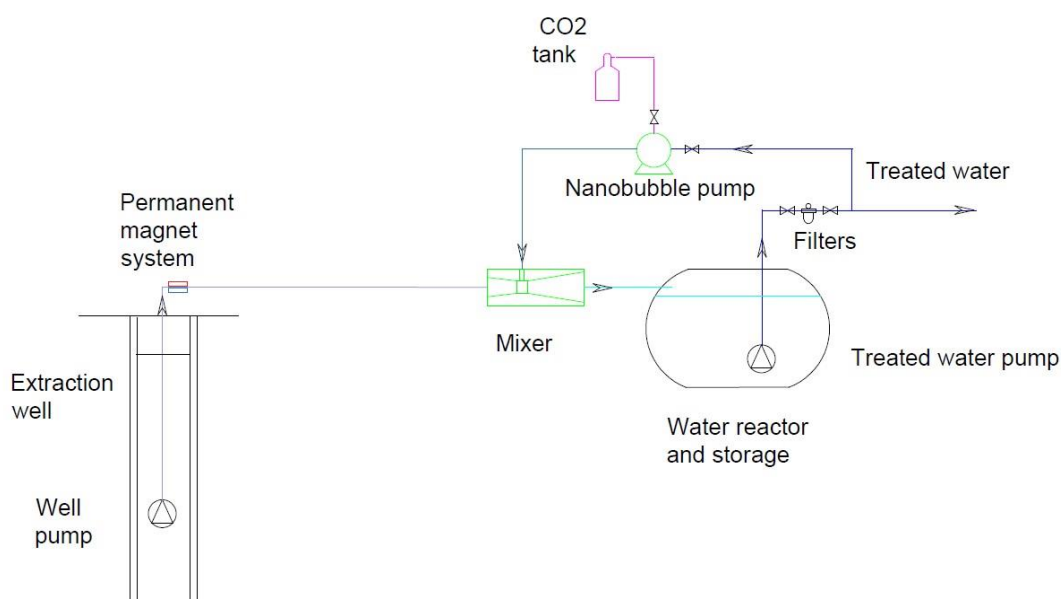 CO2
tank
Nanobubble pump
Treated water
Permanent
magnet
system
Filters
Mixer
Treated water pump
Extraction
well
Water reactor
and storage
Well
pump